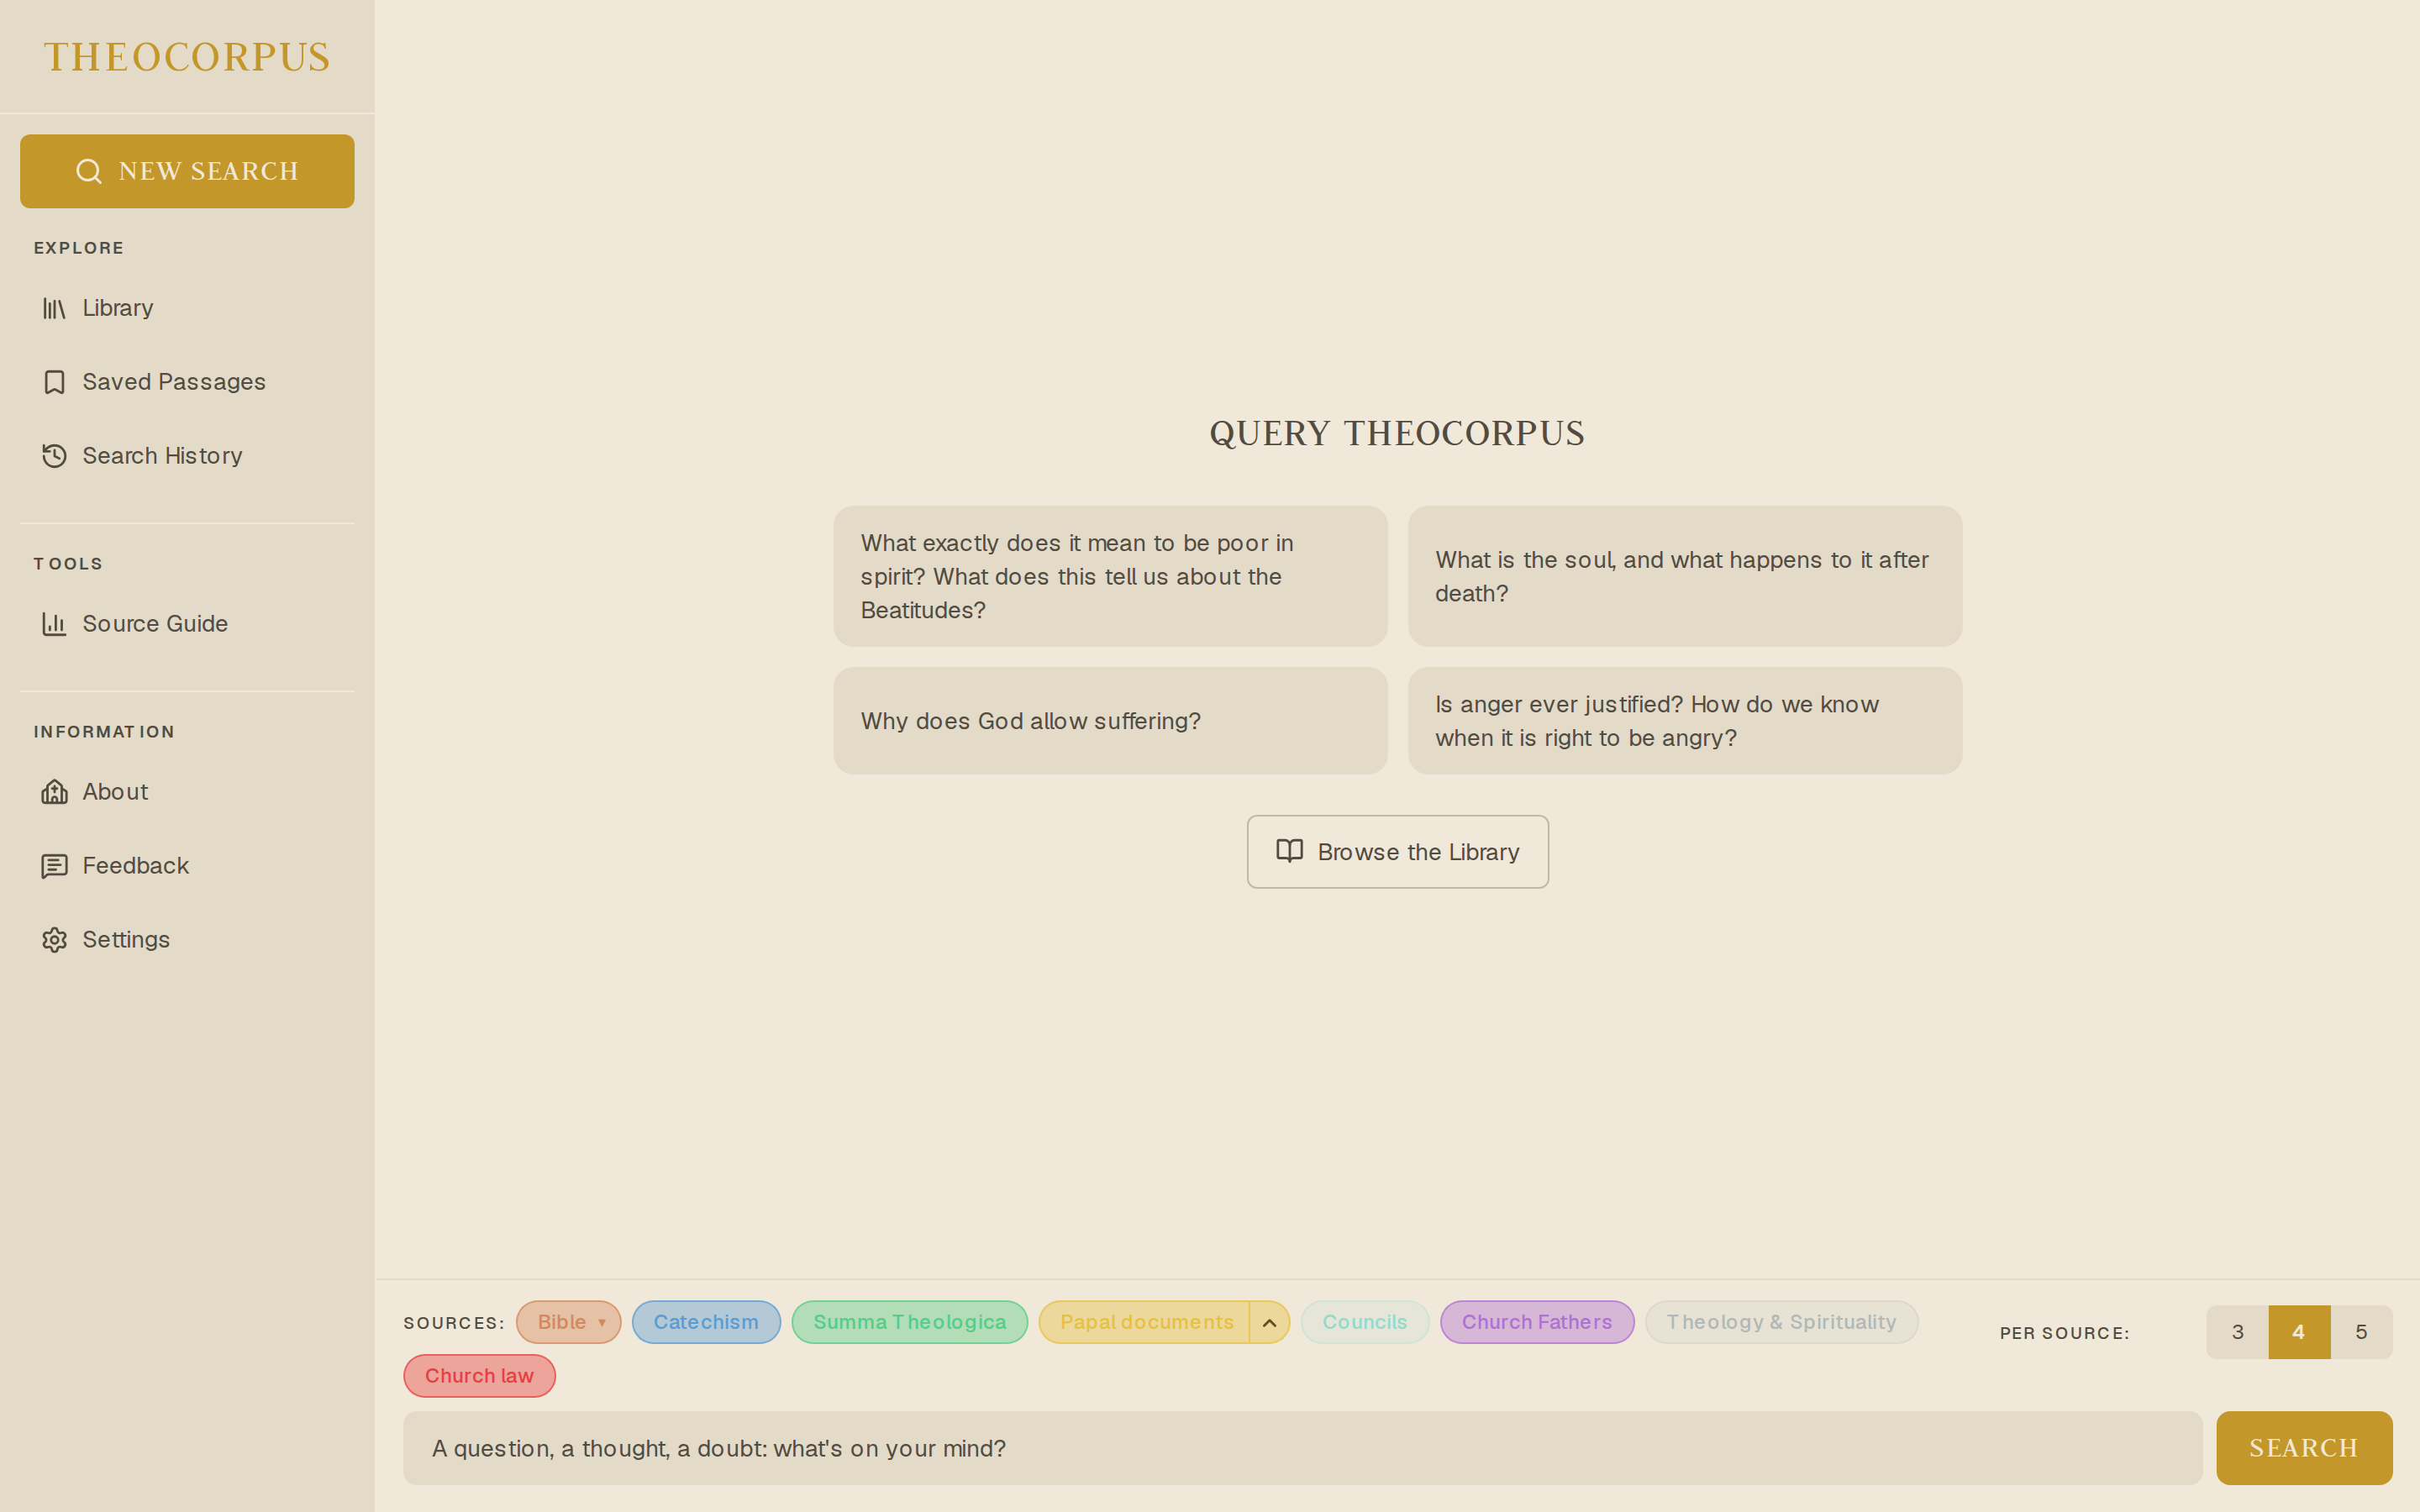 THEOCORPUS
NEW SEARCH
EXPLORE
Library
Saved Passages
Search History
TOOLS
Source Guide
INFORMATION
About
Feedback
Settings
QUERY THEOCORPUS
What exactly does it mean to be poor in
spirit? What does this tell us about the
Beatitudes?
What is the soul, and what happens to it after
death?
Why does God allow suffering?
Is anger ever justified? How do we know
when it is right to be angry?
Browse the Library
SOURCES: Bible Catechism Summa Theologica Papal documents Councils Church Fathers Theology & Spirituality
Church law
PER SOURCE: 3 4 5
A question, a thought, a doubt: what's on your mind?
SEARCH